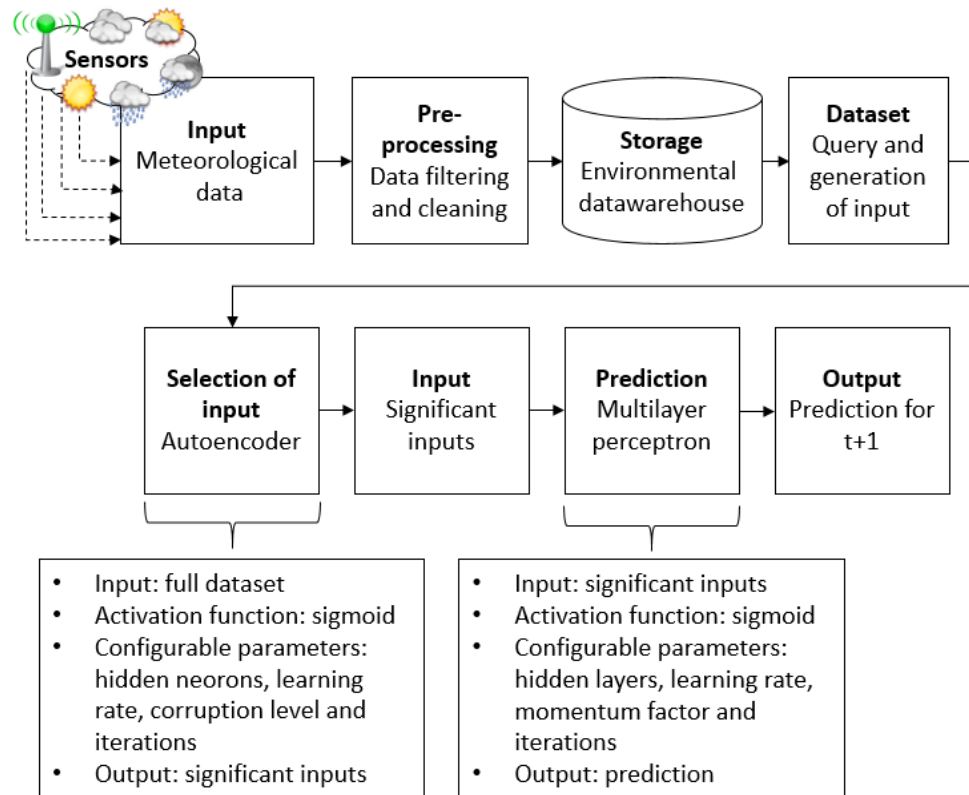 Sensors
Input
Meteorological
data
Pre-
processing
Data filtering
and cleaning
Storage
Environmental
datawarehouse
Dataset
Query and
generation
of input
Selection of
input
Autoencoder
Input
Significant
inputs
Prediction
Multilayer
perceptron
Output
Prediction for
t+1
• Input: full dataset
• Activation function: sigmoid
• Configurable parameters:
hidden neorons, learning
rate, corruption level and
iterations
• Output: significant inputs
• Input: significant inputs
• Activation function: sigmoid
• Configurable parameters:
hidden layers, learning rate,
momentum factor and
iterations
• Output: prediction